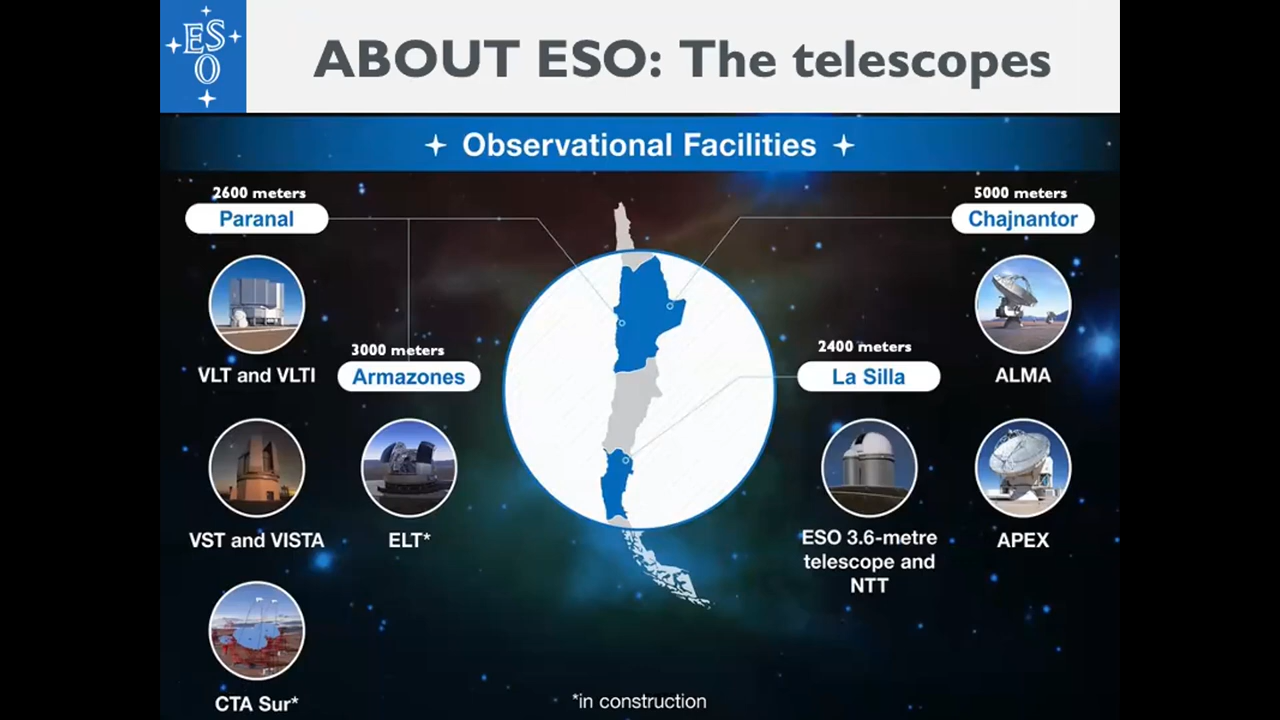 ESO
ABOUT ESO: The telescopes
Observational Facilities
2600 meters
Paranal
VLT and VLTI
VST and VISTA
CTA Sur*
3000 meters
Armazones
ELT*
2400 meters
La Silla
ESO 3.6-metre
telescope and
NTT
5000 meters
Chajnantor
ALMA
APEX
*in construction